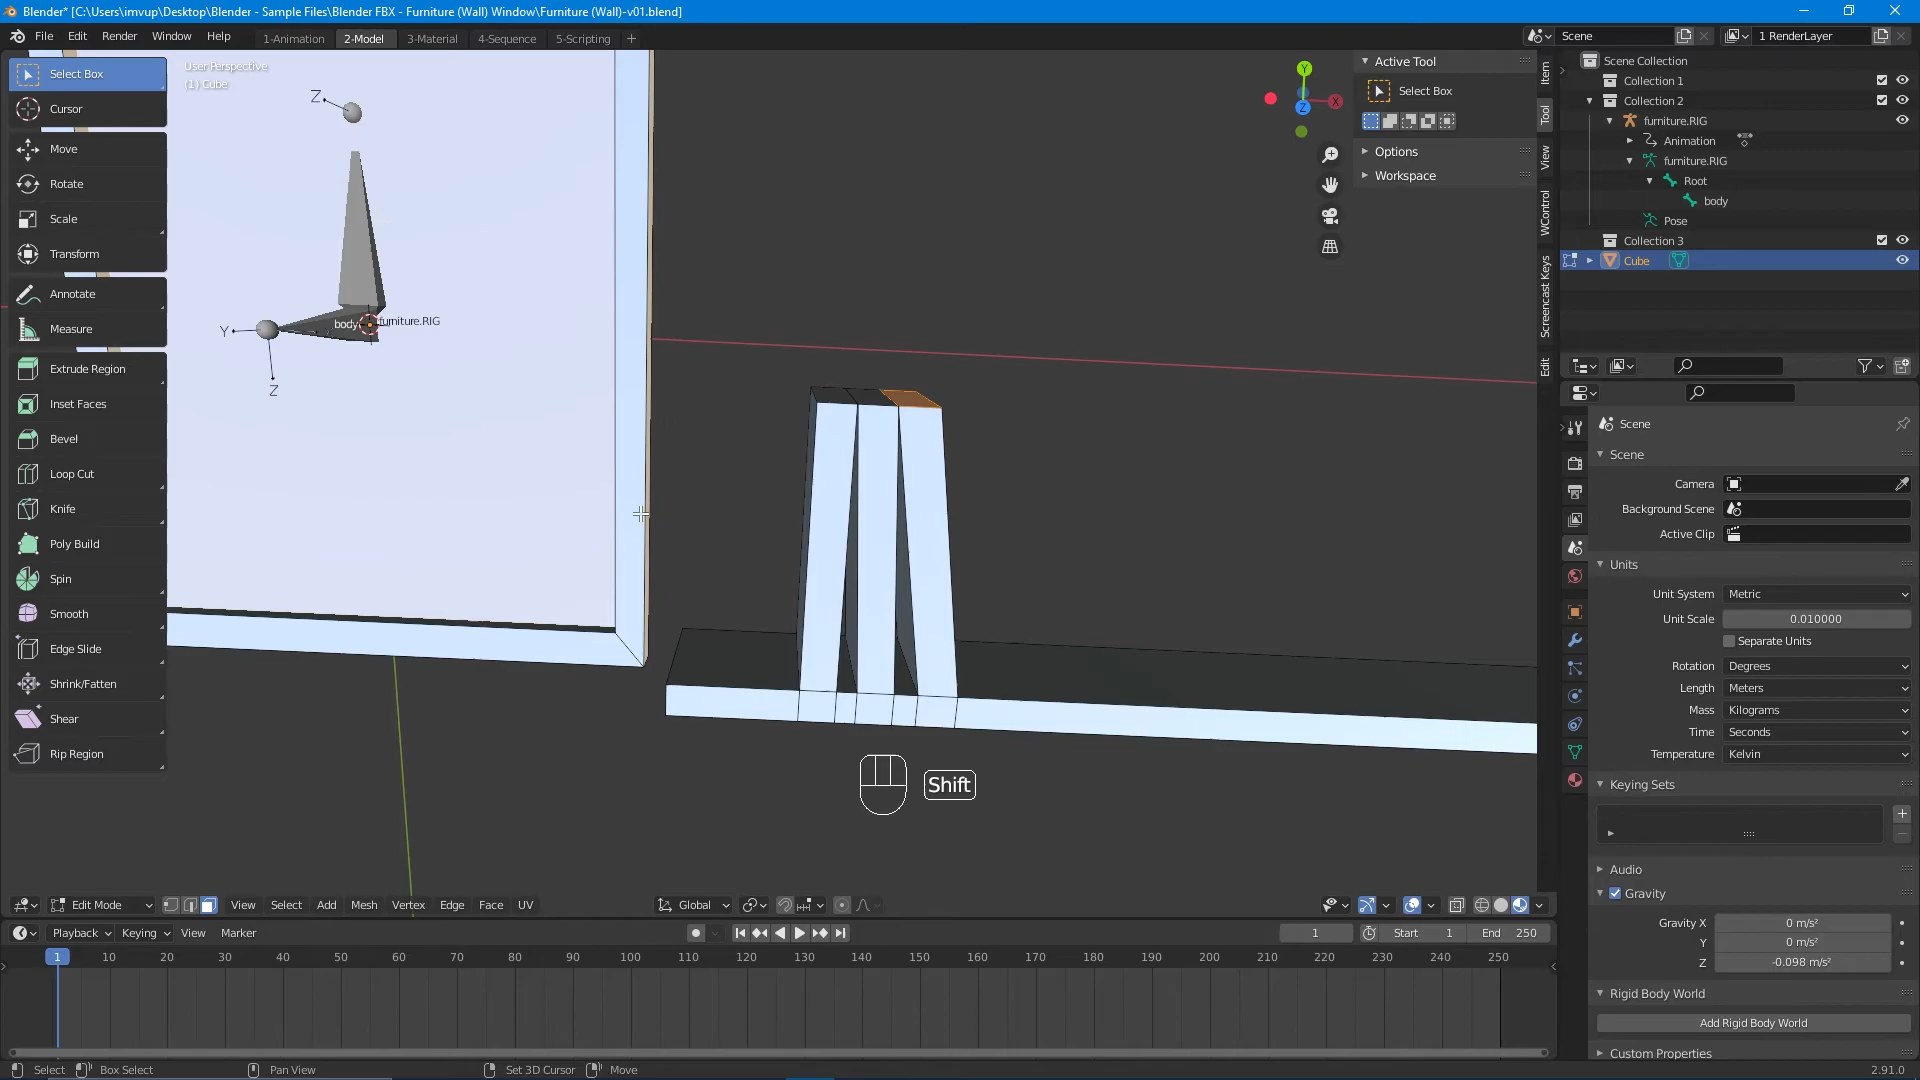 Blender* [C:\Users\imvup\Desktop\Blender - Sample Files\Blender FBX - Furniture (Wall) Window\Furniture (Wall)-v01.blend]
File Edit Render Window Help 1-Animation 2-Model 3-Material 4-Sequence 5-Scripting + Scene 1 RenderLayer
Select Box
Cursor
Move
Rotate
Scale
Transform
Annotate
Measure
Extrude Region
Inset Faces
Bevel
Loop Cut
Knife
Poly Build
Spin
Smooth
Edge Slide
Shrink/Fatten
Shear
Rip Region
User Perspective
(1) Cube
Z
Y
Z
body
furniture.RIG
Shift
Y
X
Z
Active Tool
Select Box
Options
Workspace
Item
Tool
View
WControl
Screencast Keys
Edit
Scene Collection
Collection 1
Collection 2
furniture.RIG
Animation
furniture.RIG
Root
body
Pose
Collection 3
Cube
Scene
Scene
Camera
Background Scene
Active Clip
Units
Unit System Metric
Unit Scale 0.010000
Separate Units
Rotation Degrees
Length Meters
Mass Kilograms
Time Seconds
Temperature Kelvin
Keying Sets
Audio
Gravity
Gravity X 0 m/s²
Y 0 m/s²
Z -0.098 m/s²
Rigid Body World
Add Rigid Body World
Custom Properties
Edit Mode View Select Add Mesh Vertex Edge Face UV Global
Playback Keying View Marker 1 Start 1 End 250
1 10 20 30 40 50 60 70 80 90 100 110 120 130 140 150 160 170 180 190 200 210 220 230 240 250
Select Box Select Pan View Set 3D Cursor Move 2.91.0